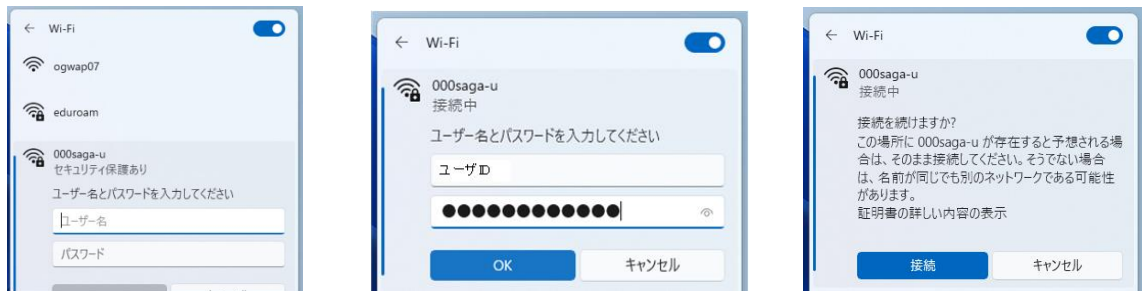 Wi-Fi
ogwap07
eduroam
000saga-u
セキュリティ保護あり
ユーザー名とパスワードを入力してください
ユーザー名
パスワード
Wi-Fi
000saga-u
接続中
ユーザー名とパスワードを入力してください
ユーザID
●●●●●●●●●●●●
OK キャンセル
Wi-Fi
000saga-u
接続中
接続を続けますか?
この場所に 000saga-u が存在すると予想される場
合は、そのまま接続してください。そうでない場合
は、名前が同じでも別のネットワークである可能性
があります。
証明書の詳しい内容の表示
接続 キャンセル